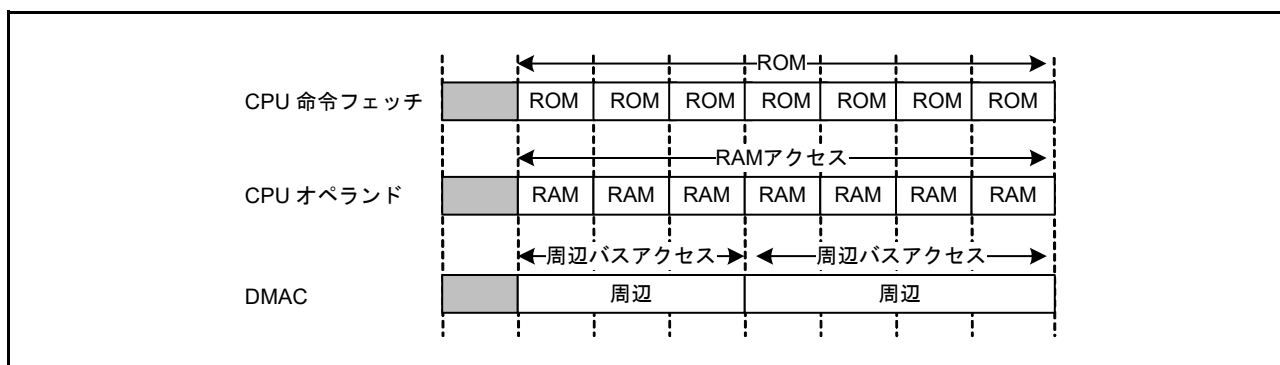 ROM
CPU 命令フェッチ ROM ROM ROM ROM ROM ROM ROM
RAMアクセス
CPU オペランド RAM RAM RAM RAM RAM RAM RAM
周辺バスアクセス 周辺バスアクセス
DMAC 周辺 周辺